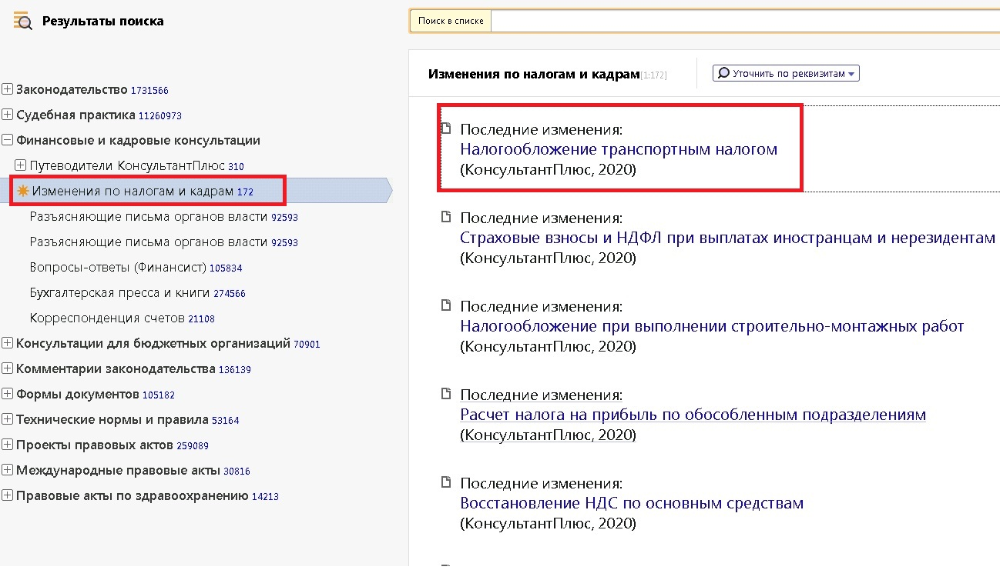 Результаты поиска
Законодательство 1731566
Судебная практика 11260973
Финансовые и кадровые консультации
Путеводители КонсультантПлюс 310
Изменения по налогам и кадрам 172
Разъясняющие письма органов власти 92593
Разъясняющие письма органов власти 92593
Вопросы-ответы (Финансист) 105834
Бухгалтерская пресса и книги 274566
Корреспонденция счетов 21108
Консультации для бюджетных организаций 70901
Комментарии законодательства 136139
Формы документов 105182
Технические нормы и правила 53164
Проекты правовых актов 259089
Международные правовые акты 30816
Правовые акты по здравоохранению 14213
Поиск в списке
Изменения по налогам и кадрам[1:172]
Уточнить по реквизитам
Последние изменения:
Налогообложение транспортным налогом
(КонсультантПлюс, 2020)
Последние изменения:
Страховые взносы и НДФЛ при выплатах иностранцам и нерезидентам
(КонсультантПлюс, 2020)
Последние изменения:
Налогообложение при выполнении строительно-монтажных работ
(КонсультантПлюс, 2020)
Последние изменения:
Расчет налога на прибыль по обособленным подразделениям
(КонсультантПлюс, 2020)
Последние изменения:
Восстановление НДС по основным средствам
(КонсультантПлюс, 2020)